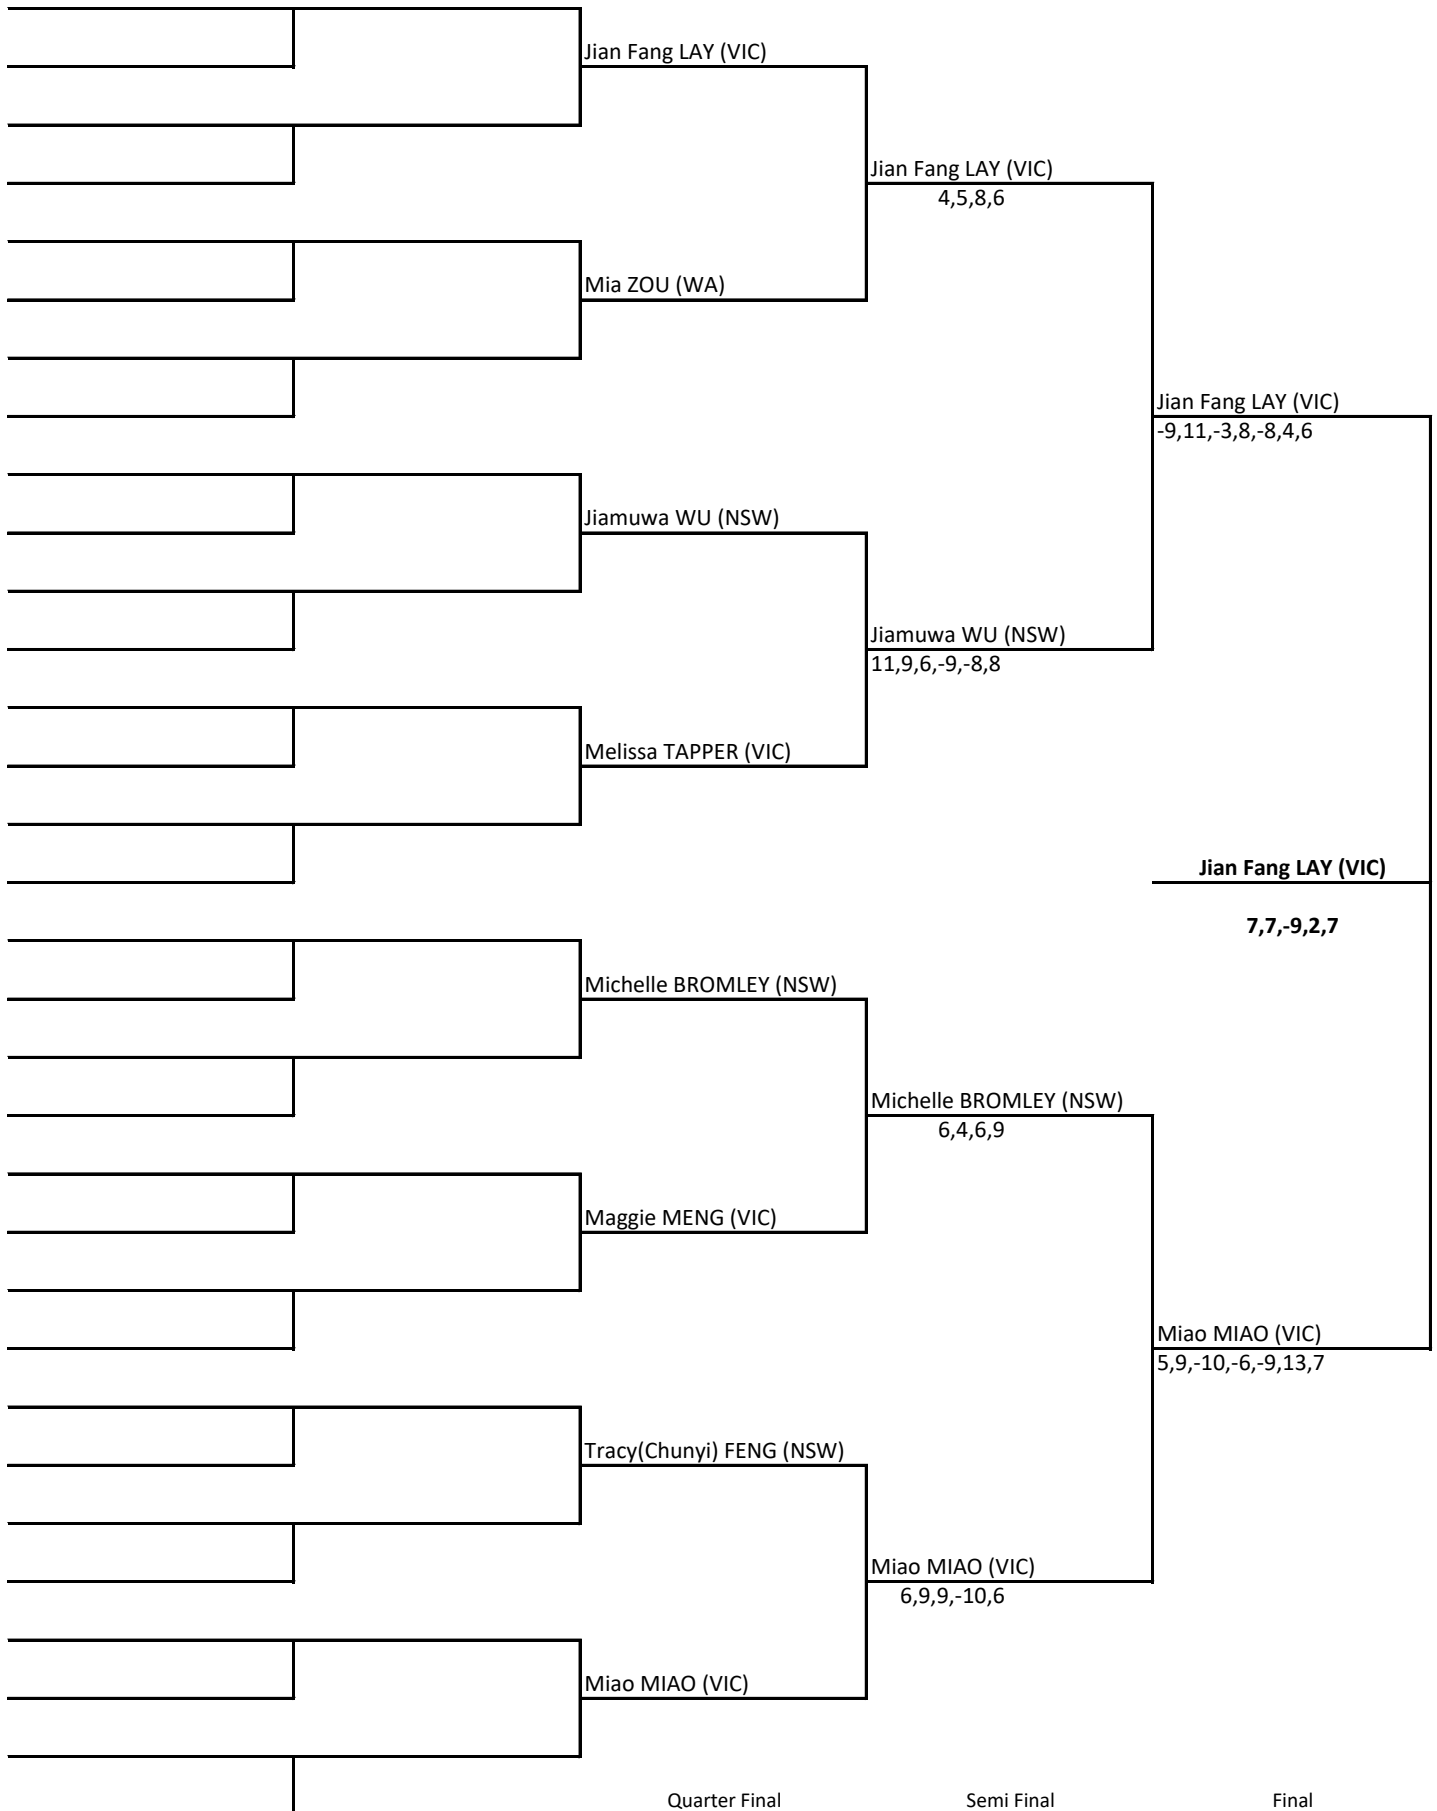 Jian Fang LAY (VIC)
Jian Fang LAY (VIC)
4,5,8,6
Mia ZOU (WA)
Jian Fang LAY (VIC)
-9,11,-3,8,-8,4,6
Jiamuwa WU (NSW)
Jiamuwa WU (NSW)
11,9,6,-9,-8,8
Melissa TAPPER (VIC)
Jian Fang LAY (VIC)
7,7,-9,2,7
Michelle BROMLEY (NSW)
Michelle BROMLEY (NSW)
6,4,6,9
Maggie MENG (VIC)
Miao MIAO (VIC)
5,9,-10,-6,-9,13,7
Tracy(Chunyi) FENG (NSW)
Miao MIAO (VIC)
6,9,9,-10,6
Miao MIAO (VIC)
Quarter Final Semi Final Final